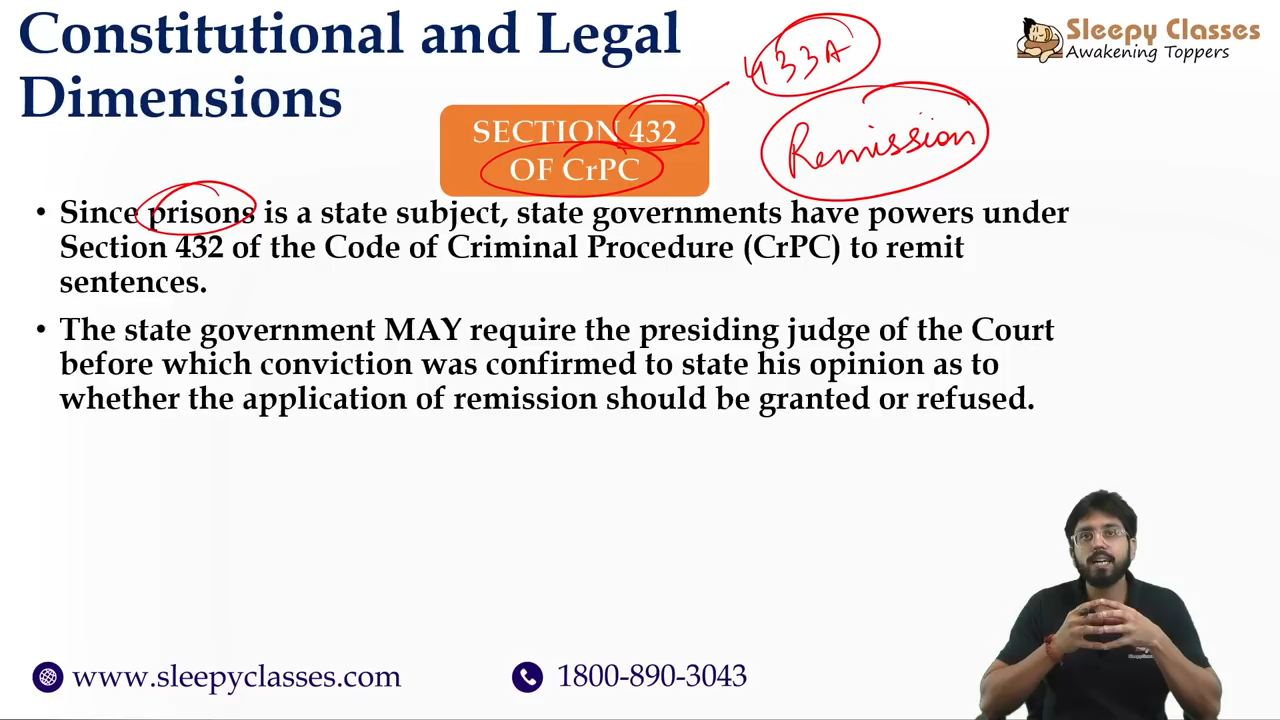 Constitutional and Legal
Dimensions
Sleepy Classes
Awakening Toppers
433A
SECTION 432
OF CrPC
Remission
• Since prisons is a state subject, state governments have powers under
Section 432 of the Code of Criminal Procedure (CrPC) to remit
sentences.
• The state government MAY require the presiding judge of the Court
before which conviction was confirmed to state his opinion as to
whether the application of remission should be granted or refused.
www.sleepyclasses.com
1800-890-3043